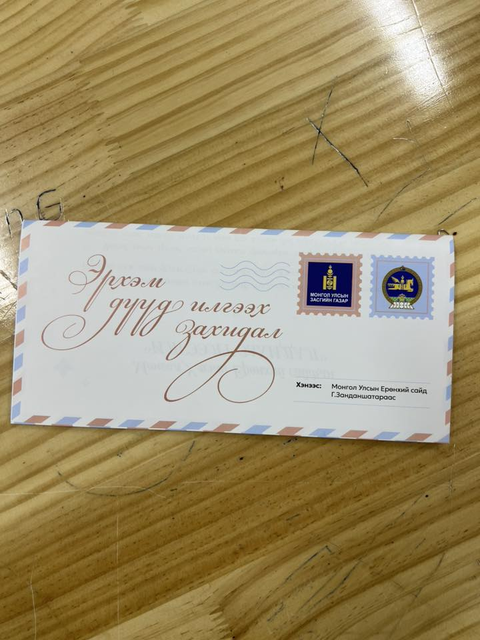 Эрхэм
дүүд илгээх
захидал
МОНГОЛ УЛСЫН
ЗАСГИЙН ГАЗАР
Хэнээс: Монгол Улсын Ерөнхий сайд
Г.Занданшатараас